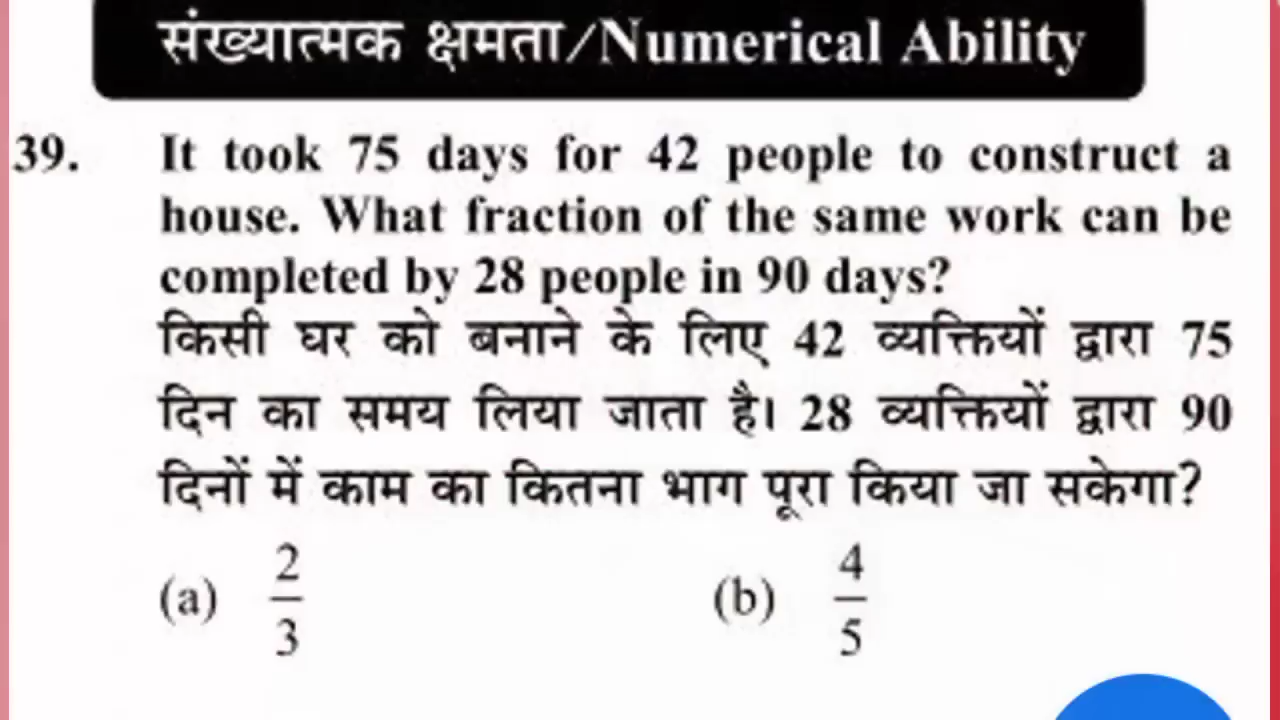 संख्यात्मक क्षमता/Numerical Ability
39. It took 75 days for 42 people to construct a
house. What fraction of the same work can be
completed by 28 people in 90 days?
किसी घर को बनाने के लिए 42 व्यक्तियों द्वारा 75
दिन का समय लिया जाता है। 28 व्यक्तियों द्वारा 90
दिनों में काम का कितना भाग पूरा किया जा सकेगा?
(a) 2/3 (b) 4/5